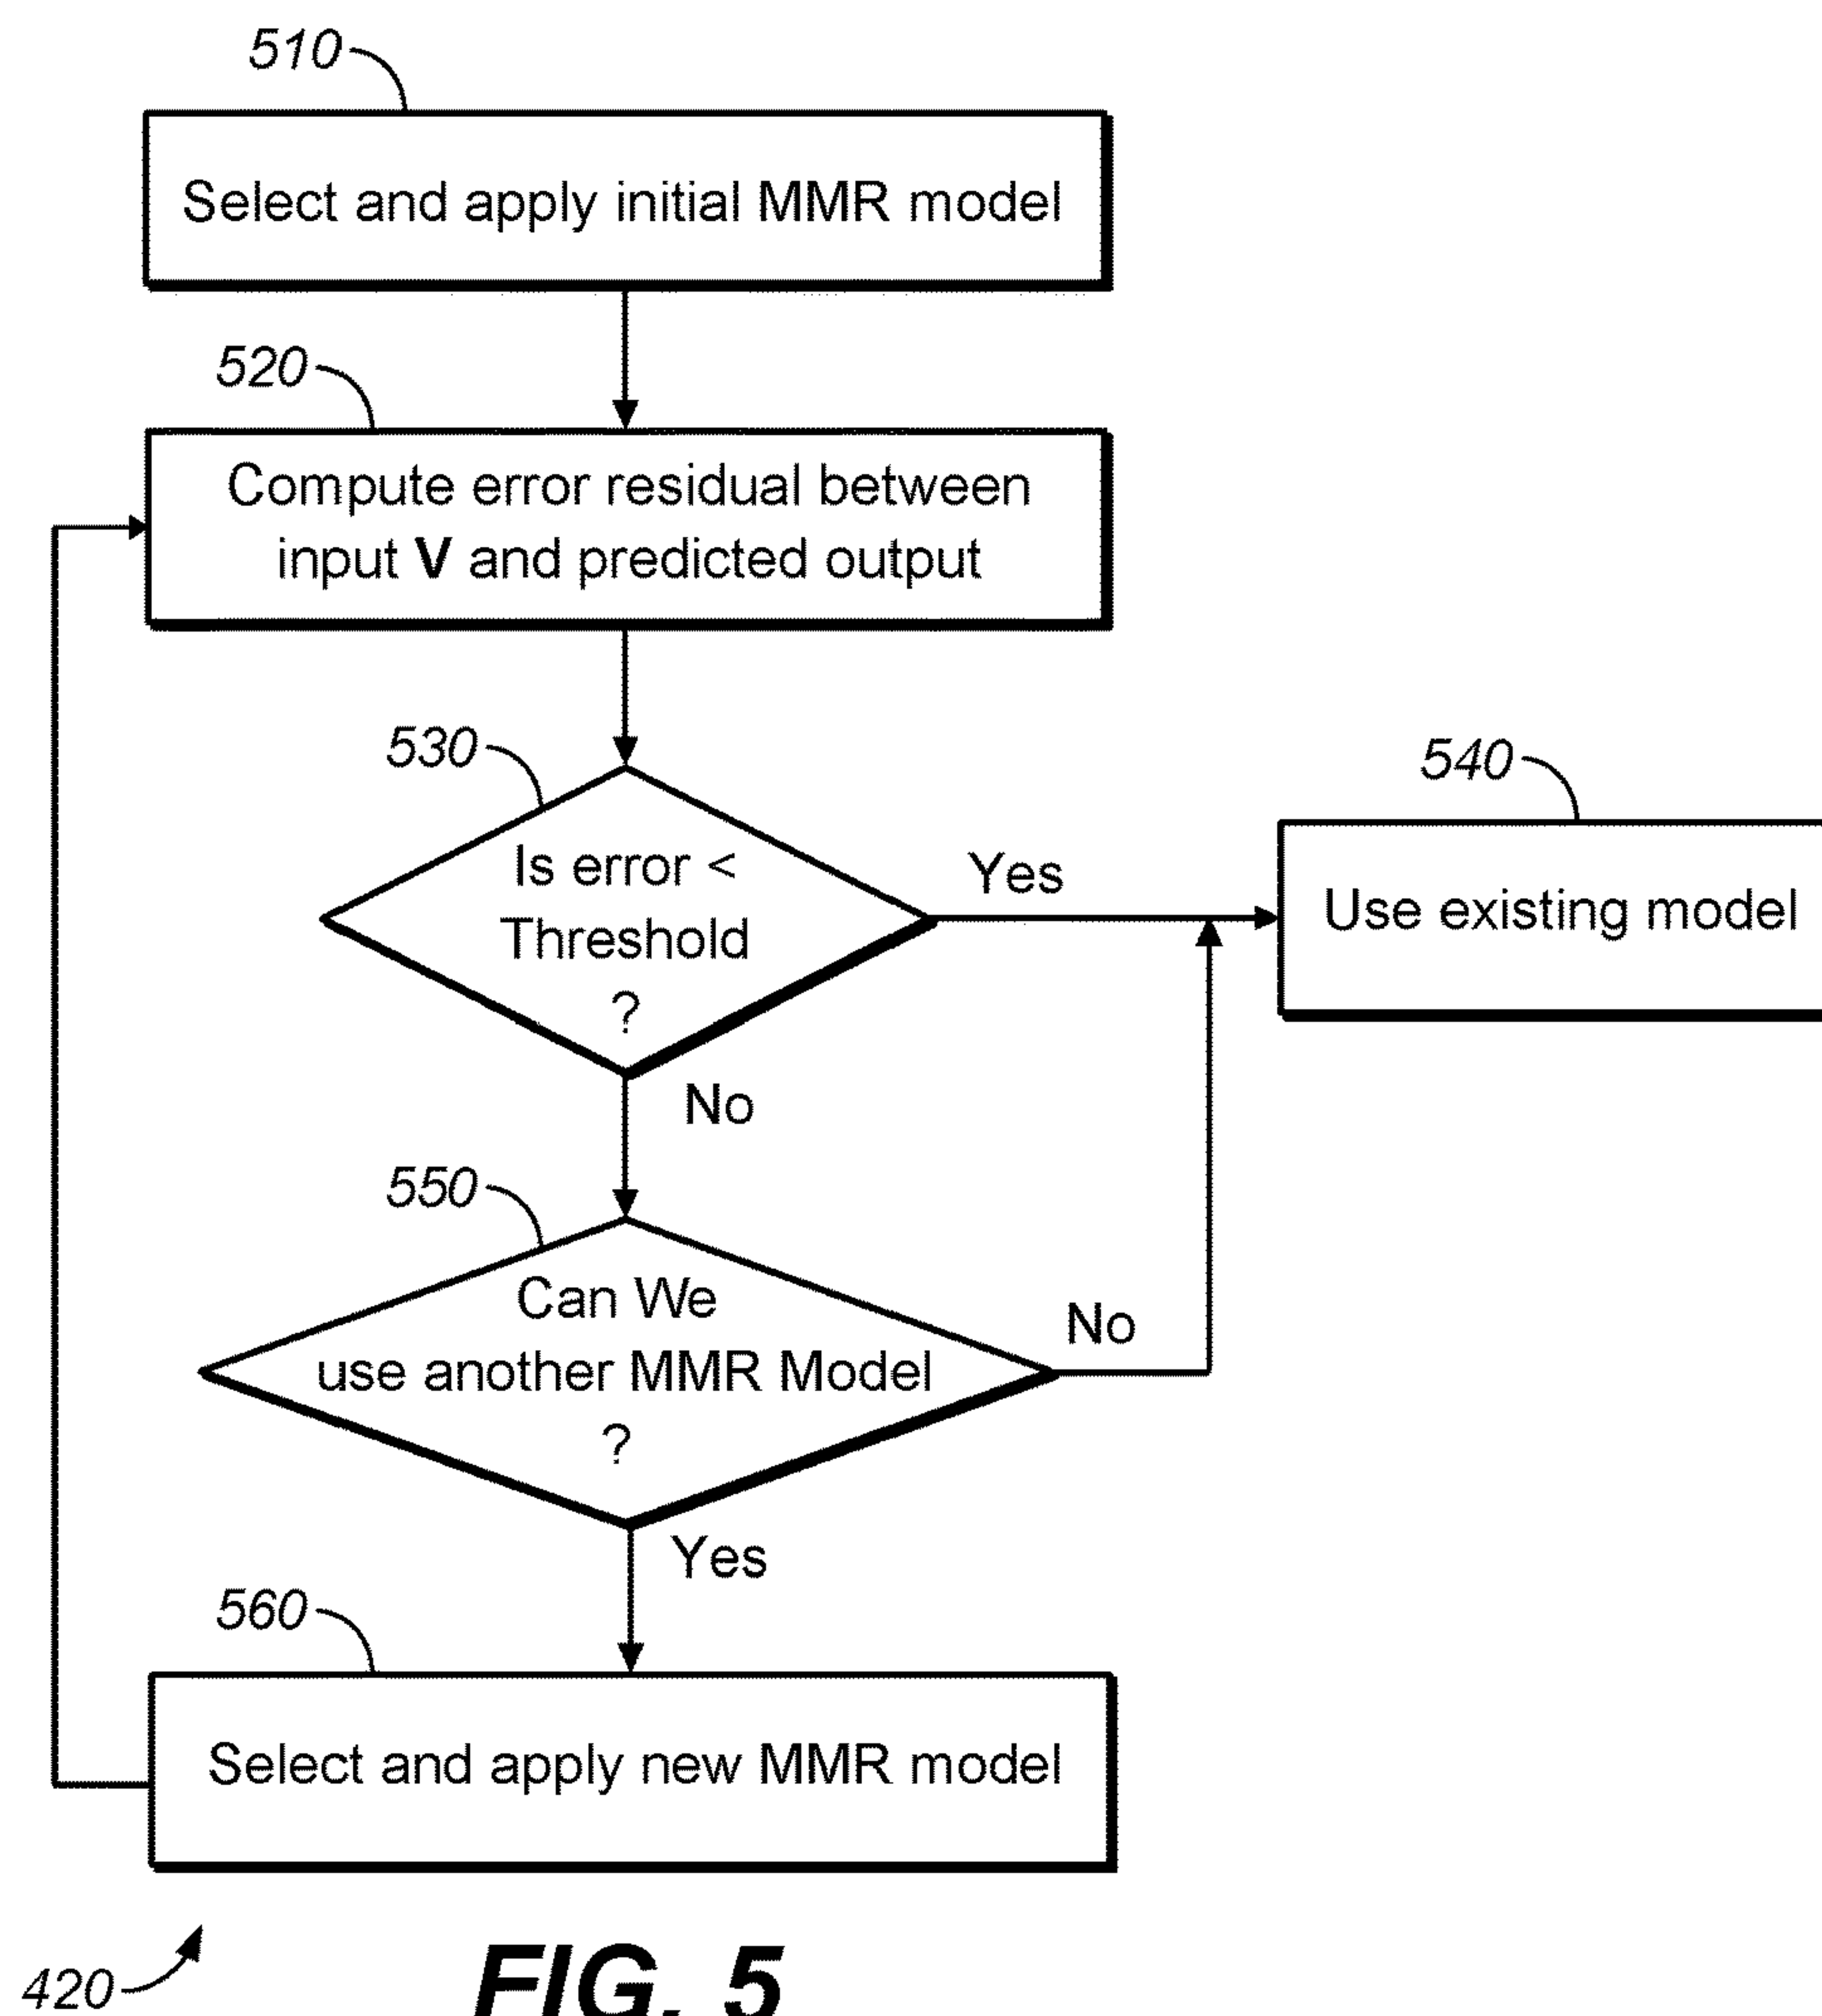 510
Select and apply initial MMR model
520
Compute error residual between
input V and predicted output
530
Is error <
Threshold
?
Yes
540
Use existing model
No
550
Can We
use another MMR Model
?
No
Yes
560
Select and apply new MMR model
420
FIG. 5